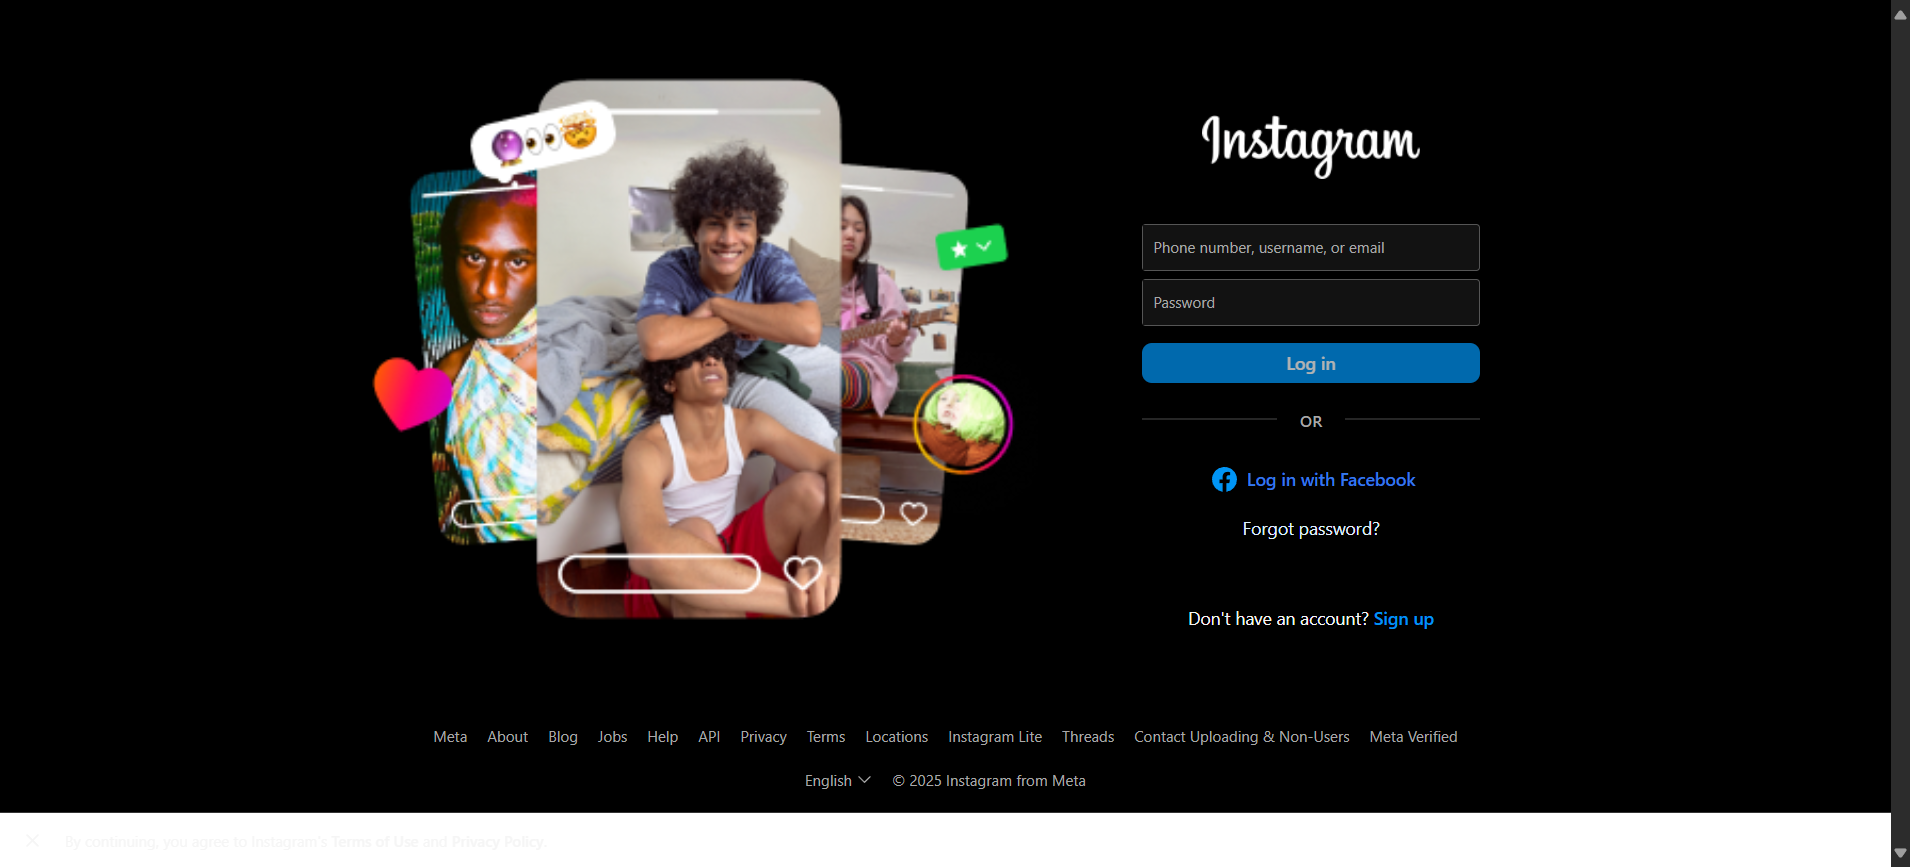 Instagram
Phone number, username, or email
Password
Log in
OR
Log in with Facebook
Forgot password?
Don't have an account? Sign up
Meta About Blog Jobs Help API Privacy Terms Locations Instagram Lite Threads Contact Uploading & Non-Users Meta Verified
English © 2025 Instagram from Meta
By continuing, you agree to Instagram's Terms of Use and Privacy Policy.